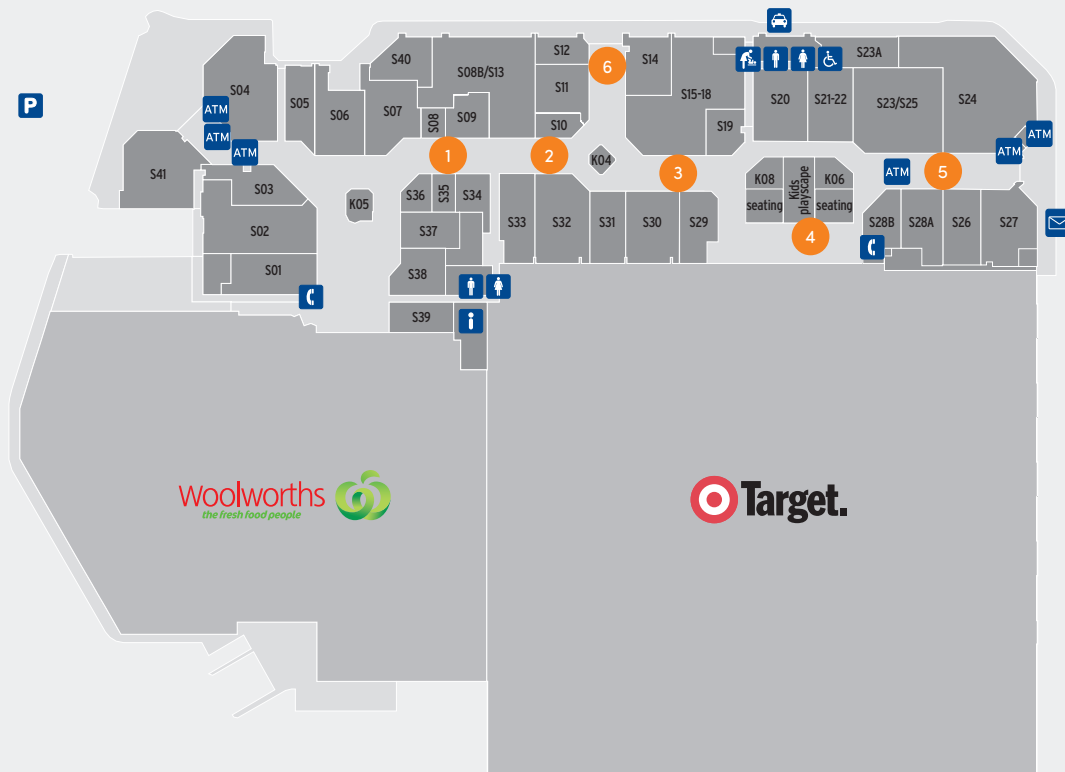 S12
S23A
S40
S14
6
S04
S08B/S13
S11
S15-18
S20
S21-22
S23/S25
S24
S05
S06
S07
ATM
S08
S09
S10
S19
ATM
ATM
ATM
ATM
P
1
2
K04
3
ATM
5
S41
S03
K05
S36
S35
S34
K08
Kids
playscape
K06
seating
seating
S02
S37
S33
S32
S31
S30
S29
4
S28B
S28A
S26
S27
S01
S38
S39
i
Woolworths
the fresh food people
Target.